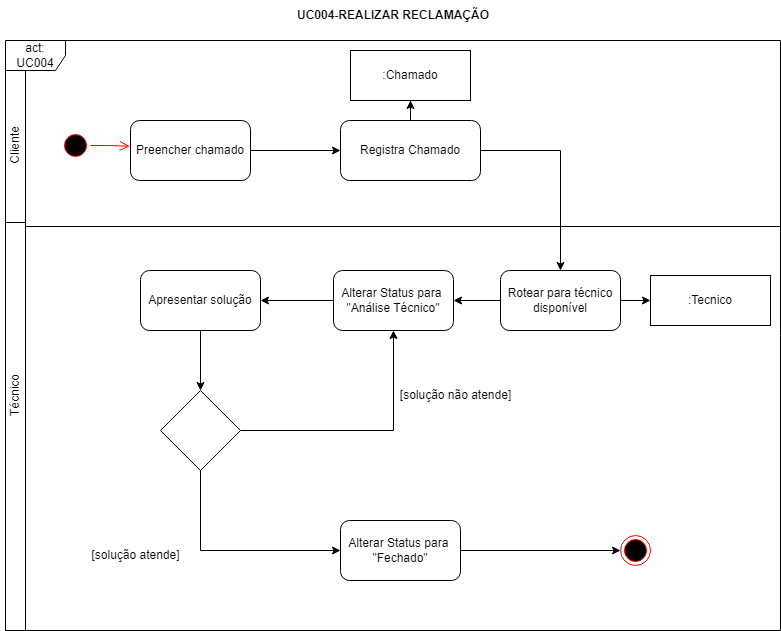 UC004-REALIZAR RECLAMAÇÃO
act:
UC004
:Chamado
Cliente
Preencher chamado
Registra Chamado
Técnico
Apresentar solução
Alterar Status para
"Análise Técnico"
Rotear para técnico
disponível
:Tecnico
[solução não atende]
Alterar Status para
"Fechado"
[solução atende]